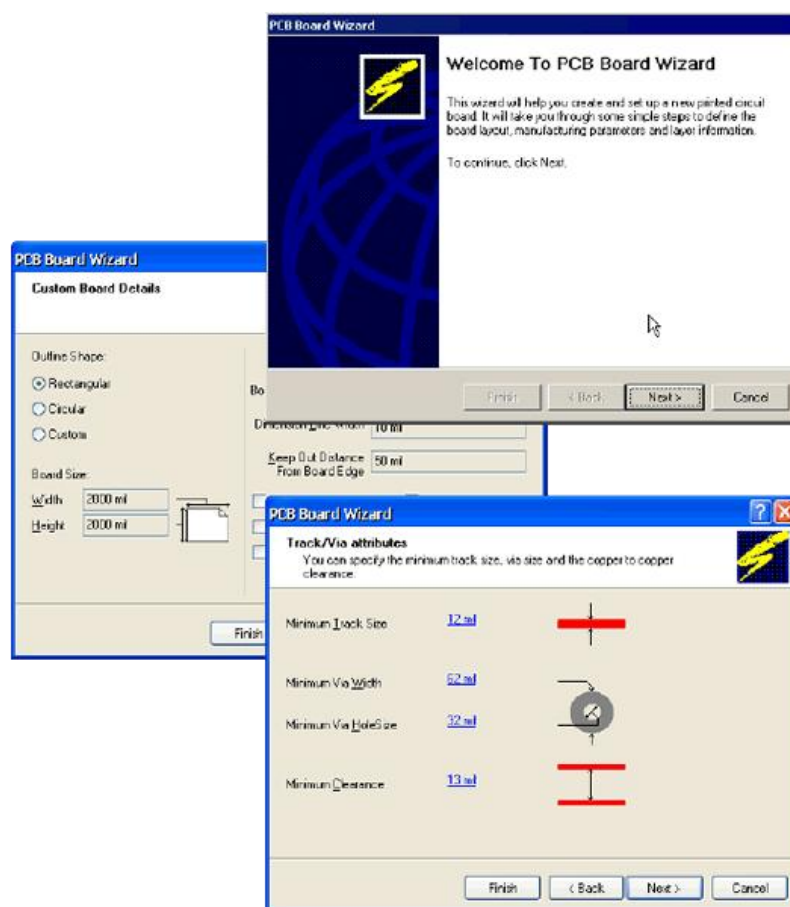 PCB Board Wizard
Welcome To PCB Board Wizard
This wizard will help you create and set up a new printed circuit
board. It will take you through some simple steps to define the
board layout, manufacturing parameters and layer information.
To continue, click Next.
Finish < Back Next > Cancel
PCB Board Wizard
Custom Board Details
Outline Shape:
Rectangular
Circular
Custom
Board Size:
Width 2000 mil
Height 2000 mil
Bo
Dimension Line Width 10 mil
Keep Out Distance 50 mil
From Board Edge
Finish
PCB Board Wizard
Track/Via attributes
You can specify the minimum track size, via size and the copper to copper
clearance.
Minimum Track Size 12 mil
Minimum Via Width 62 mil
Minimum Via HoleSize 32 mil
Minimum Clearance 13 mil
Finish < Back Next > Cancel